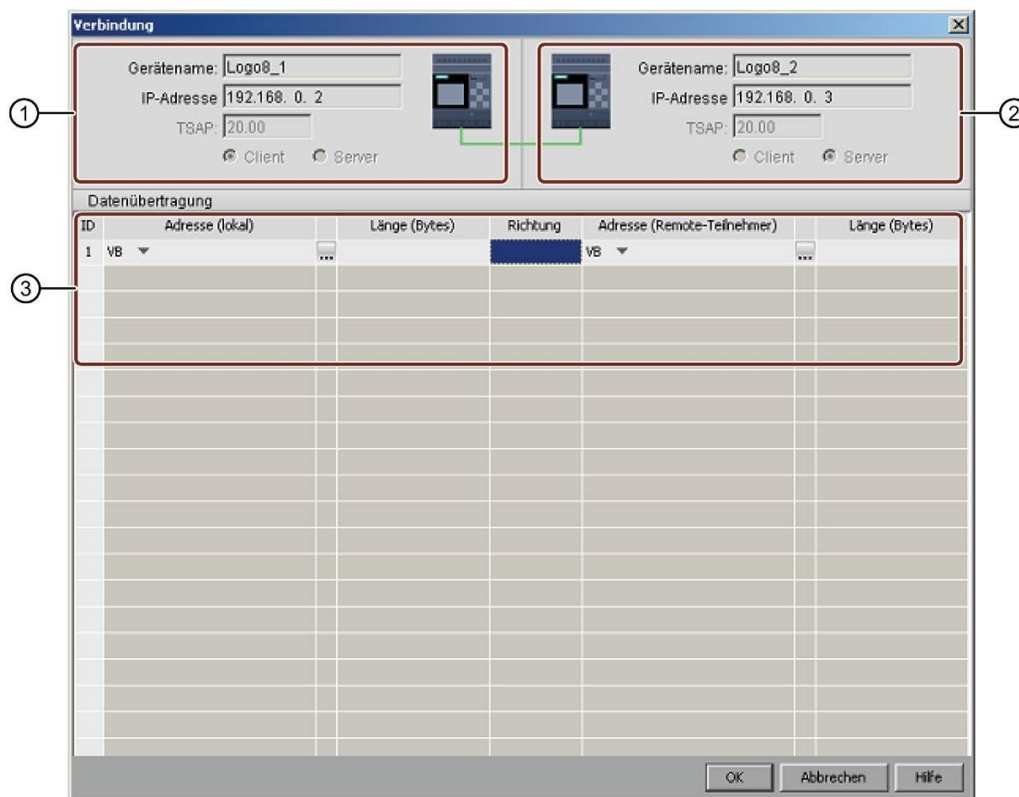 Verbindung
Gerätename: Logo8_1
IP-Adresse 192.168. 0. 2
TSAP: 20.00
Client Server
1
Gerätename: Logo8_2
IP-Adresse 192.168. 0. 3
TSAP: 20.00
Client Server
2
Datenübertragung
ID Adresse (lokal) Länge (Bytes) Richtung Adresse (Remote-Teilnehmer) Länge (Bytes)
1 VB ... VB ...
3
OK Abbrechen Hilfe